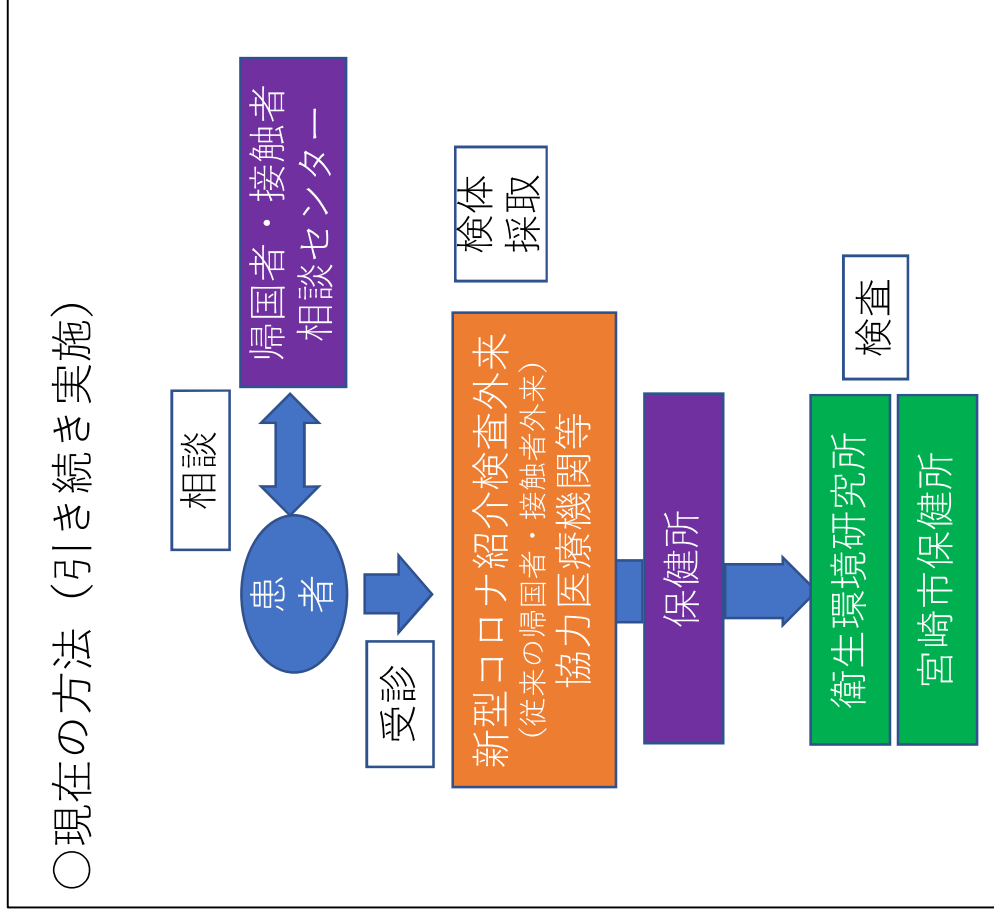 ○現在の方法（引き続き実施）
相談
患
者
帰国者・接触者
相談センター
受診
新型コロナ紹介検査外来
（従来の帰国者・接触者外来）
協力医療機関等
検体
採取
保健所
衛生環境研究所
検査
宮崎市保健所